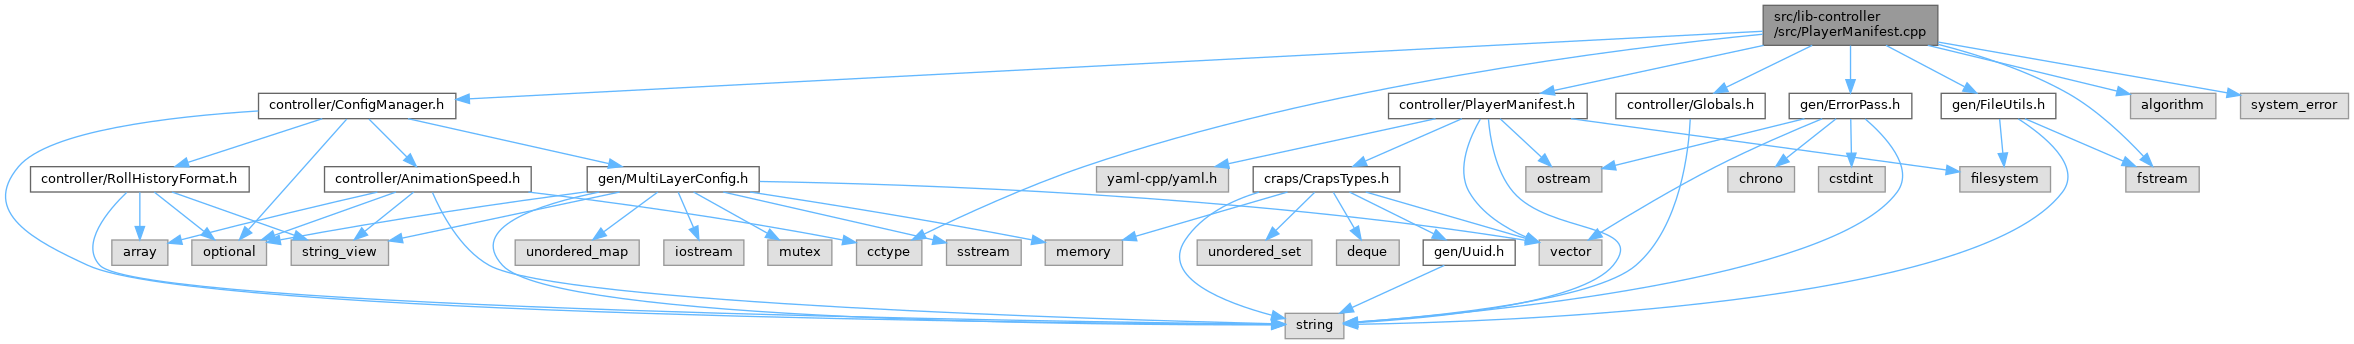 src/lib-controller
/src/PlayerManifest.cpp
controller/ConfigManager.h
controller/PlayerManifest.h
controller/Globals.h
gen/ErrorPass.h
gen/FileUtils.h
algorithm
system_error
controller/RollHistoryFormat.h
controller/AnimationSpeed.h
gen/MultiLayerConfig.h
yaml-cpp/yaml.h
craps/CrapsTypes.h
ostream
chrono
cstdint
filesystem
fstream
array
optional
string_view
unordered_map
iostream
mutex
cctype
sstream
memory
unordered_set
deque
gen/Uuid.h
vector
string